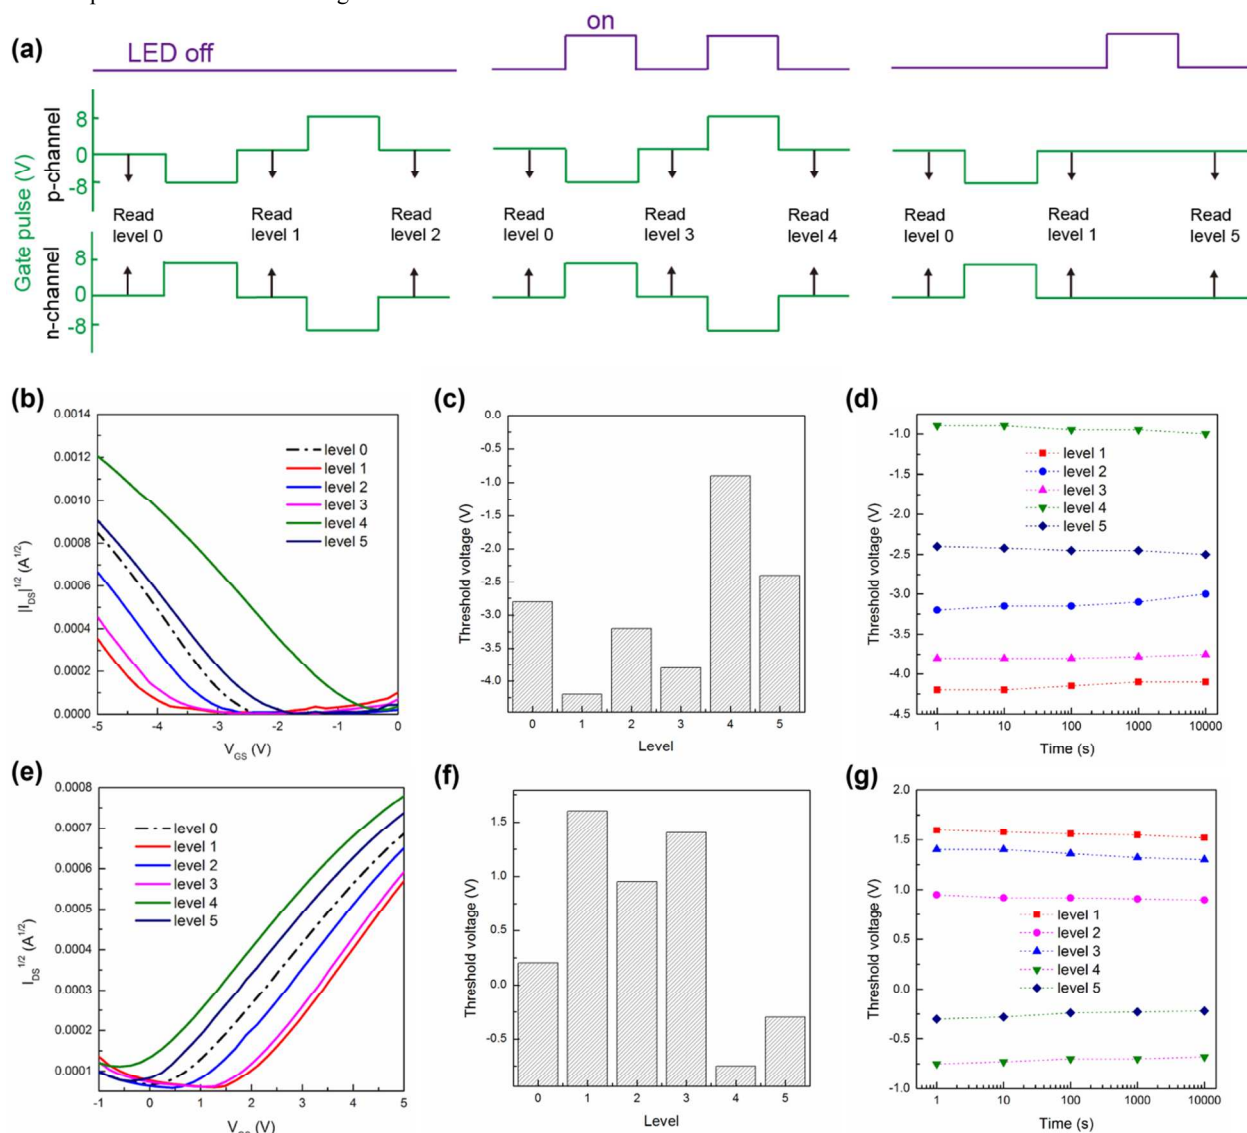 (a)
LED off
on
Gate pulse (V)
p-channel
8
0
-8
Read level 0
Read level 1
Read level 2
Read level 0
Read level 3
Read level 4
Read level 0
Read level 1
Read level 5
n-channel
8
0
-8
(b)
0.0014
0.0012
0.0010
0.0008
0.0006
0.0004
0.0002
0.0000
|I_DS|^1/2 (A^1/2)
level 0
level 1
level 2
level 3
level 4
level 5
-5 -4 -3 -2 -1 0
V_GS (V)
(c)
0.0
-0.5
-1.0
-1.5
-2.0
-2.5
-3.0
-3.5
-4.0
Threshold voltage (V)
0 1 2 3 4 5
Level
(d)
-1.0
-1.5
-2.0
-2.5
-3.0
-3.5
-4.0
-4.5
Threshold voltage (V)
level 1
level 2
level 3
level 4
level 5
1 10 100 1000 10000
Time (s)
(e)
0.0008
0.0007
0.0006
0.0005
0.0004
0.0003
0.0002
0.0001
I_DS^1/2 (A^1/2)
level 0
level 1
level 2
level 3
level 4
level 5
-1 0 1 2 3 4 5
(V)
(f)
1.5
1.0
0.5
0.0
-0.5
Threshold voltage (V)
0 1 2 3 4 5
Level
(g)
2.0
1.5
1.0
0.5
0.0
-0.5
-1.0
Threshold voltage (V)
level 1
level 2
level 3
level 4
level 5
1 10 100 1000 10000
Time (s)